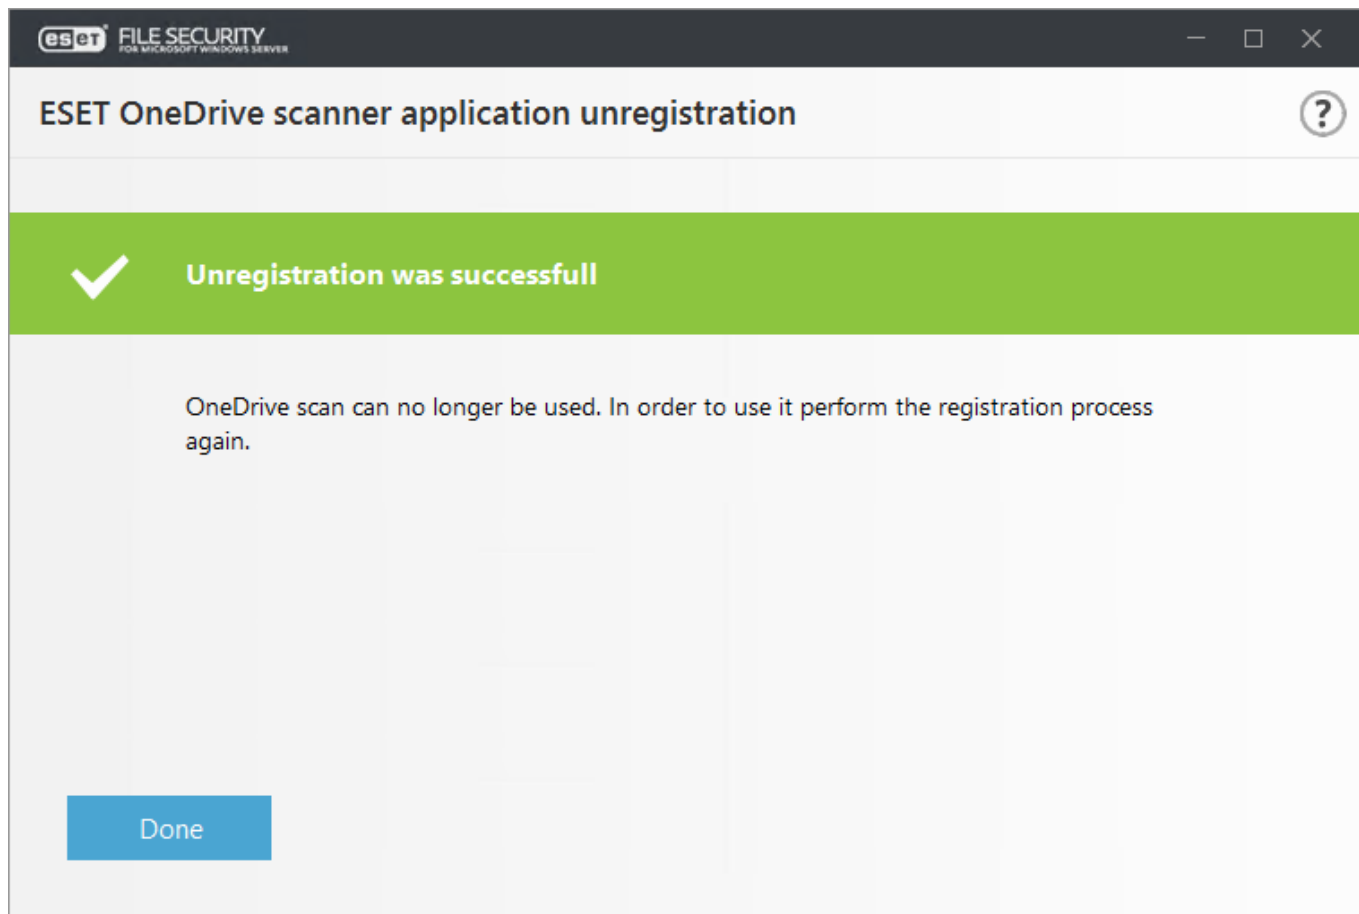 eset FILE SECURITY
FOR MICROSOFT WINDOWS SERVER
ESET OneDrive scanner application unregistration
?
Unregistration was successfull
OneDrive scan can no longer be used. In order to use it perform the registration process
again.
Done